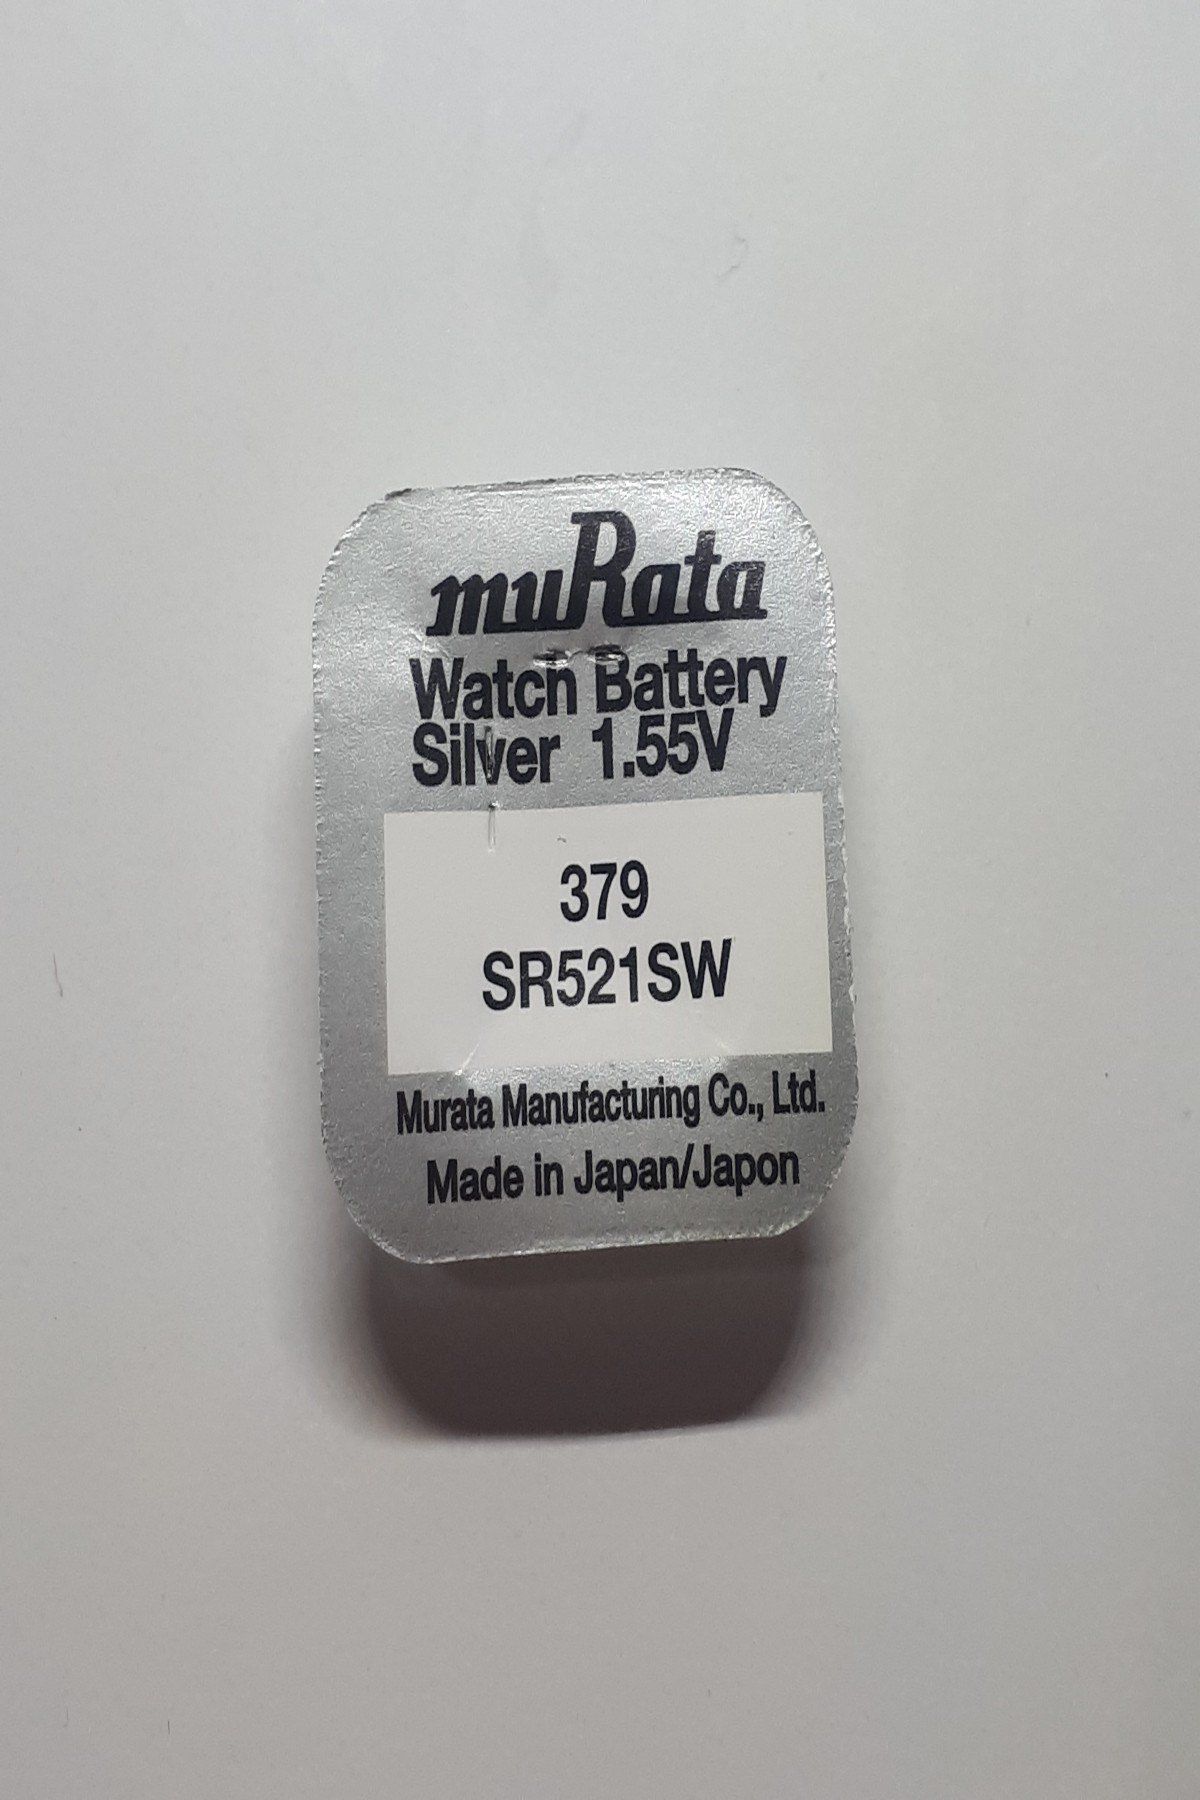 muRata
Watch Battery
Silver 1.55V
379
SR521SW
Murata Manufacturing Co., Ltd.
Made in Japan/Japon